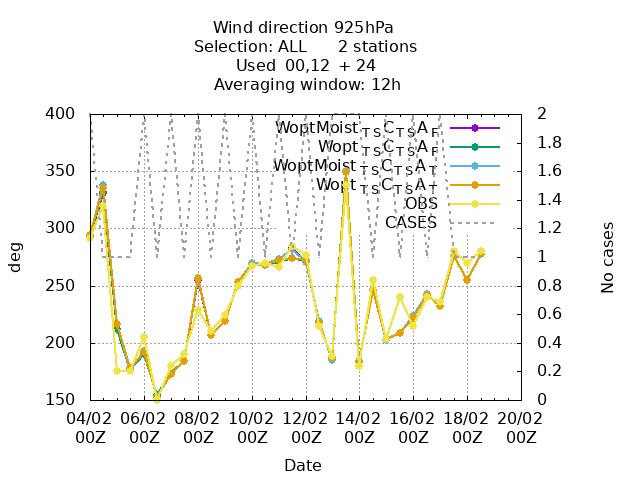 Wind direction 925hPa
Selection: ALL 2 stations
Used 00,12 + 24
Averaging window: 12h
400
350
300
250
200
150
deg
2
1.8
1.6
1.4
1.2
1
0.8
0.6
0.4
0.2
0
No cases
WoptMoist T S C T S A F
Wopt T S C T S A F
WoptMoist T S C T S A T
Wopt T S C T S A T
OBS
CASES
04/02 06/02 08/02 10/02 12/02 14/02 16/02 18/02 20/02
00Z 00Z 00Z 00Z 00Z 00Z 00Z 00Z 00Z
Date